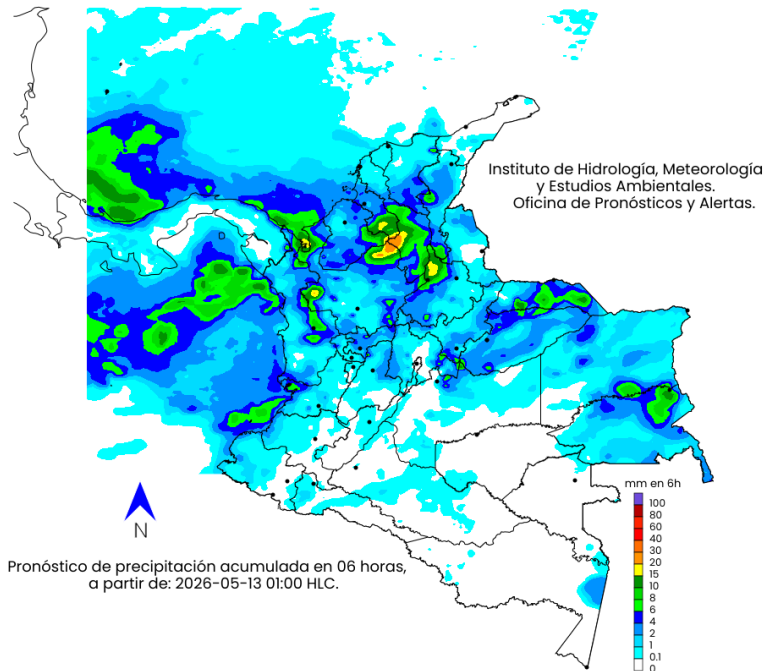 Instituto de Hidrología, Meteorología
y Estudios Ambientales.
Oficina de Pronósticos y Alertas.
mm en 6h
100
80
60
40
30
20
15
10
8
6
4
2
1
0.1
0
N
Pronóstico de precipitación acumulada en 06 horas,
a partir de: 2026-05-13 01:00 HLC.